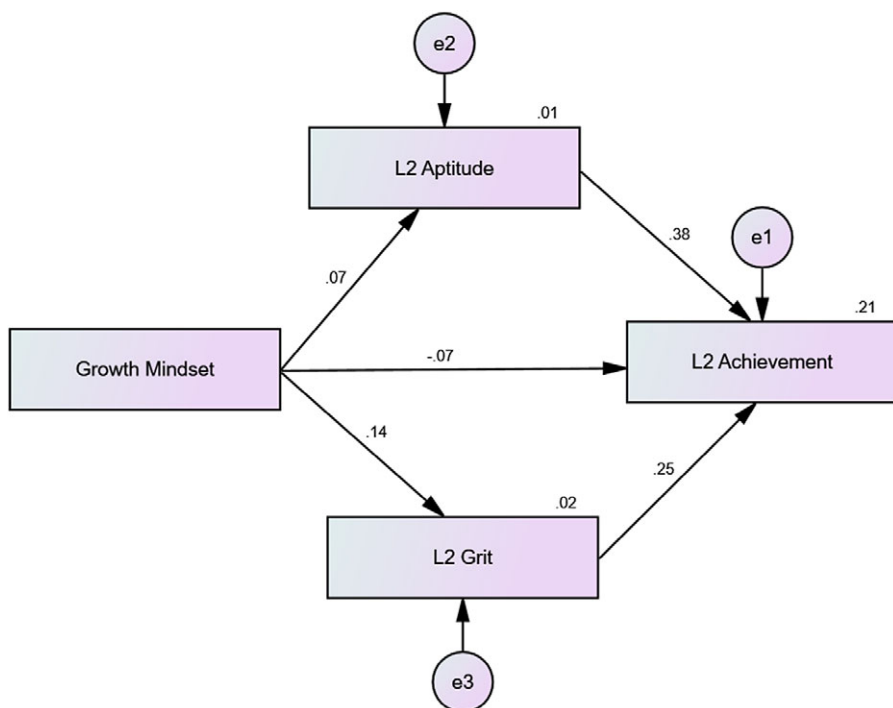 e2
.01
L2 Aptitude
e1
.07
.38
.21
Growth Mindset
-.07
L2 Achievement
.14
.25
.02
L2 Grit
e3